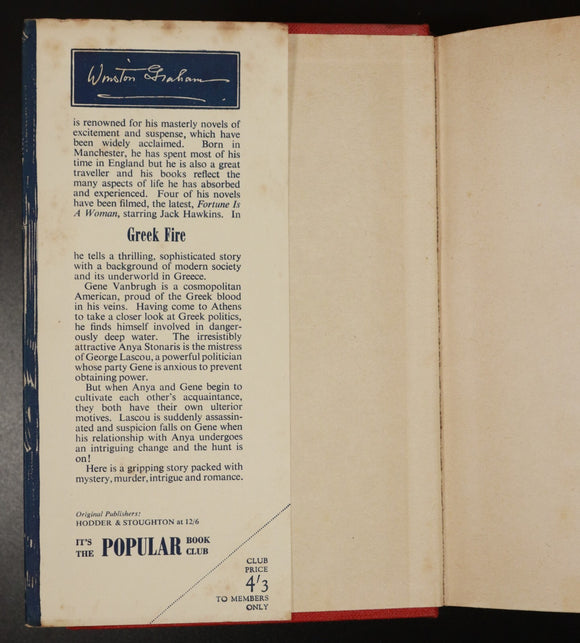 Winston Graham
is renowned for his masterly novels of
excitement and suspense, which have
been widely acclaimed. Born in
Manchester, he has spent most of his
time in England but he is also a great
traveller and his books reflect the
many aspects of life he has absorbed
and experienced. Four of his novels
have been filmed, the latest, Fortune Is
A Woman, starring Jack Hawkins. In
Greek Fire
he tells a thrilling, sophisticated story
with a background of modern society
and its underworld in Greece.
Gene Vanbrugh is a cosmopolitan
American, proud of the Greek blood
in his veins. Having come to Athens
to take a closer look at Greek politics,
he finds himself involved in danger-
ously deep water. The irresistibly
attractive Anya Stonaris is the mistress
of George Lascou, a powerful politician
whose party Gene is anxious to prevent
obtaining power.
But when Anya and Gene begin to
cultivate each other's acquaintance,
they both have their own ulterior
motives. Lascou is suddenly assassin-
ated and suspicion falls on Gene when
his relationship with Anya undergoes
an intriguing change and the hunt is
on!
Here is a gripping story packed with
mystery, murder, intrigue and romance.
Original Publishers:
HODDER & STOUGHTON at 12/6
IT'S THE POPULAR BOOK CLUB
CLUB
PRICE
4/3
TO MEMBERS
ONLY